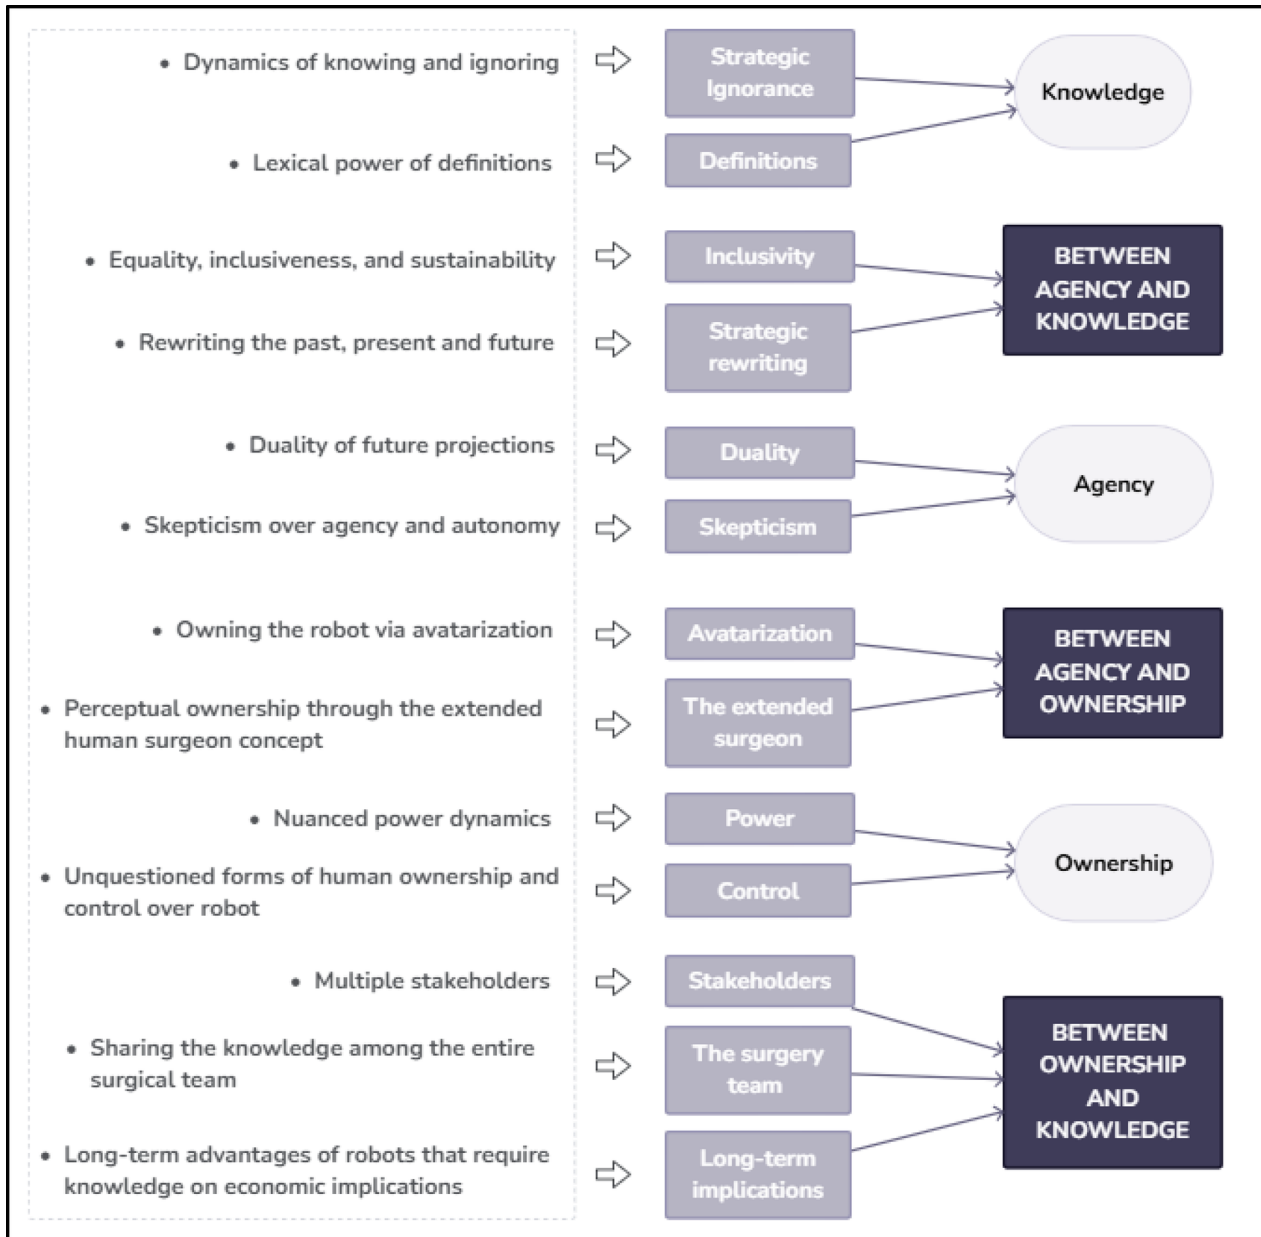 • Dynamics of knowing and ignoring
Strategic
Ignorance
Knowledge
• Lexical power of definitions
Definitions
• Equality, inclusiveness, and sustainability
Inclusivity
BETWEEN
AGENCY AND
KNOWLEDGE
• Rewriting the past, present and future
Strategic
rewriting
• Duality of future projections
Duality
Agency
• Skepticism over agency and autonomy
Skepticism
• Owning the robot via avatarization
Avatarization
BETWEEN
AGENCY AND
OWNERSHIP
• Perceptual ownership through the extended
human surgeon concept
The extended
surgeon
• Nuanced power dynamics
Power
Ownership
• Unquestioned forms of human ownership and
control over robot
Control
• Multiple stakeholders
Stakeholders
BETWEEN
OWNERSHIP
AND
KNOWLEDGE
• Sharing the knowledge among the entire
surgical team
The surgery
team
• Long-term advantages of robots that require
knowledge on economic implications
Long-term
implications